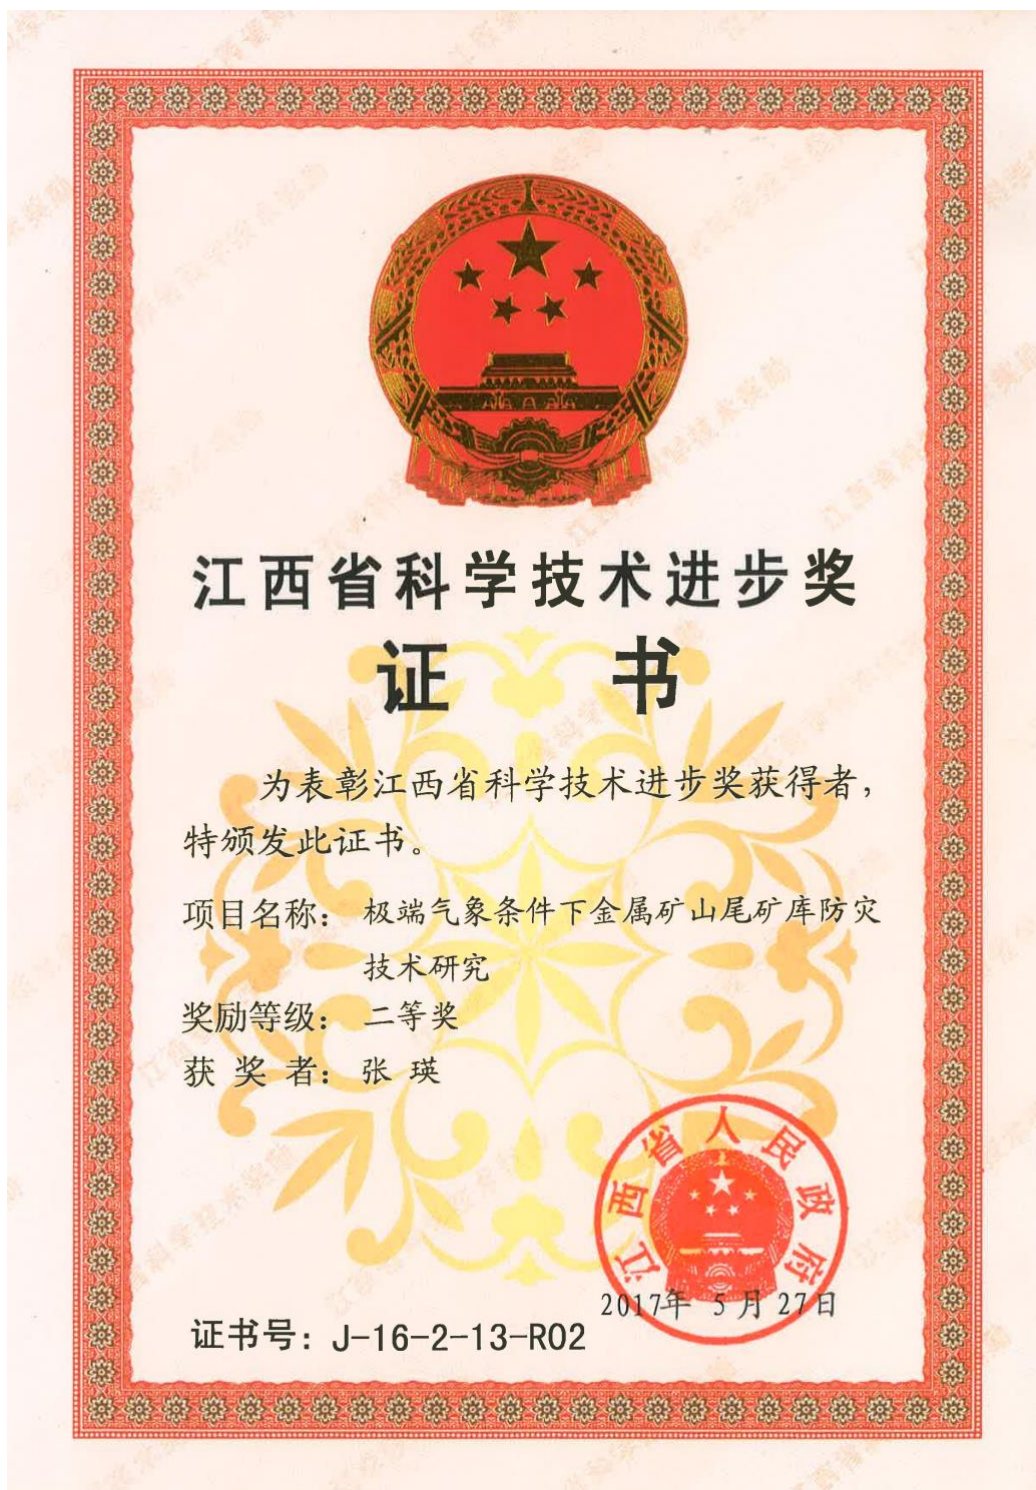 江西省科学技术进步奖
证 书
为表彰江西省科学技术进步奖获得者，
特颁发此证书。
项目名称： 极端气象条件下金属矿山尾矿库防灾
技术研究
奖励等级： 二等奖
获 奖 者： 张 瑛
江西省人民政府
2017年 5 月 27日
证书号： J-16-2-13-R02